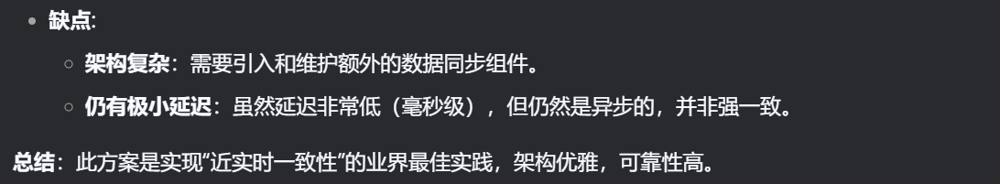 缺点:
架构复杂：需要引入和维护额外的数据同步组件。
仍有极小延迟：虽然延迟非常低（毫秒级），但仍然是异步的，并非强一致。
总结：此方案是实现“近实时一致性”的业界最佳实践，架构优雅，可靠性高。